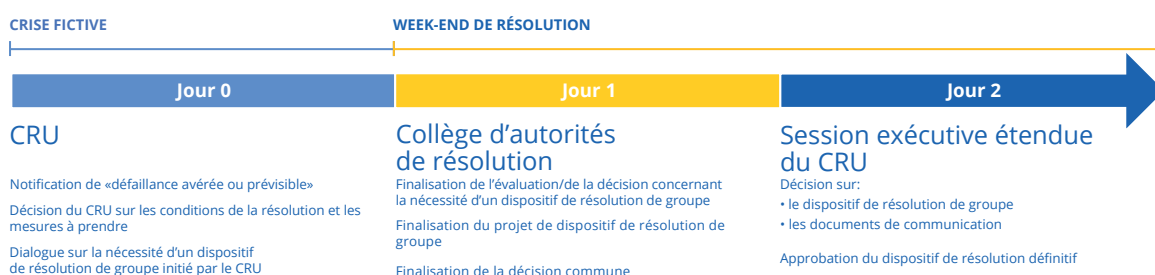 CRISE FICTIVE
WEEK-END DE RÉSOLUTION
Jour 0
Jour 1
Jour 2
CRU
Notification de «défaillance avérée ou prévisible»
Décision du CRU sur les conditions de la résolution et les
mesures à prendre
Dialogue sur la nécessité d’un dispositif
de résolution de groupe initié par le CRU
Collège d’autorités
de résolution
Finalisation de l’évaluation/de la décision concernant
la nécessité d’un dispositif de résolution de groupe
Finalisation du projet de dispositif de résolution de
groupe
Finalisation de la décision commune
Session exécutive étendue
du CRU
Décision sur:
• le dispositif de résolution de groupe
• les documents de communication
Approbation du dispositif de résolution définitif